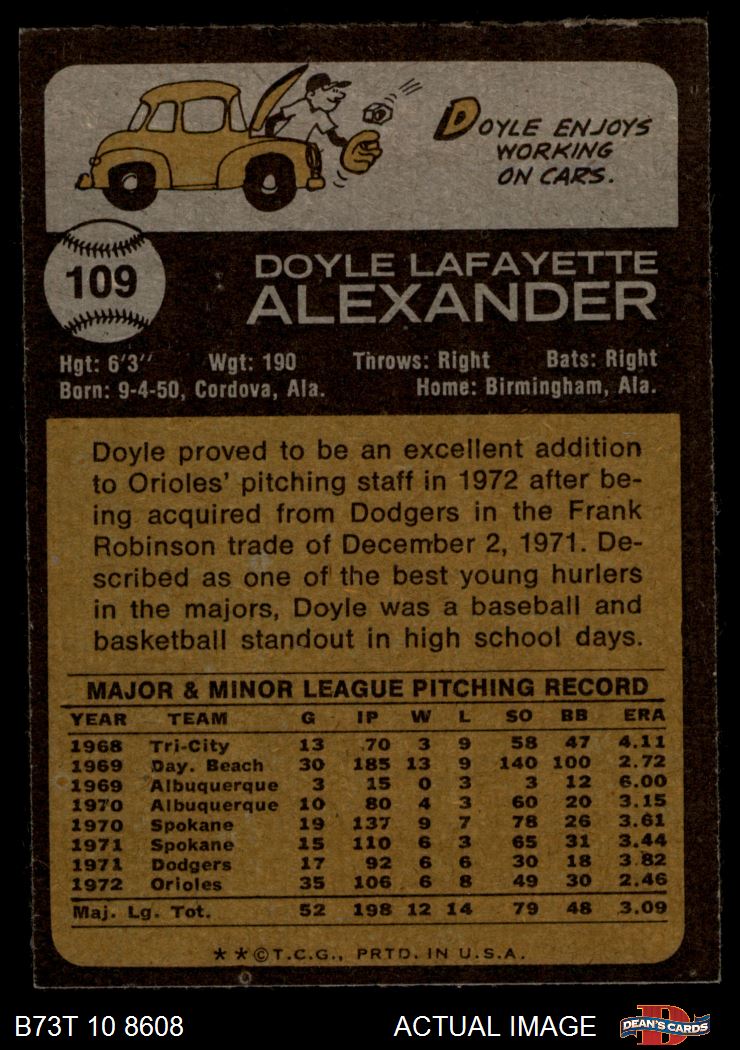 DOYLE ENJOYS
WORKING
ON CARS.
109
DOYLE LAFAYETTE
ALEXANDER
Hgt: 6'3" Wgt: 190 Throws: Right Bats: Right
Born: 9-4-50, Cordova, Ala. Home: Birmingham, Ala.
Doyle proved to be an excellent addition
to Orioles' pitching staff in 1972 after be-
ing acquired from Dodgers in the Frank
Robinson trade of December 2, 1971. De-
scribed as one of the best young hurlers
in the majors, Doyle was a baseball and
basketball standout in high school days.
MAJOR & MINOR LEAGUE PITCHING RECORD
YEAR TEAM G IP W L SO BB ERA
1968 Tri-City 13 70 3 9 58 47 4.11
1969 Day. Beach 30 185 13 9 140 100 2.72
1969 Albuquerque 3 15 0 3 3 12 6.00
1970 Albuquerque 10 80 4 3 60 20 3.15
1970 Spokane 19 137 9 7 78 26 3.61
1971 Spokane 15 110 6 3 65 31 3.44
1971 Dodgers 17 92 6 6 30 18 3.82
1972 Orioles 35 106 6 8 49 30 2.46
Maj. Lg. Tot. 52 198 12 14 79 48 3.09
**©T.C.G., PRTD. IN U.S.A.
B73T 10 8608 ACTUAL IMAGE D DEAN'S CARDS